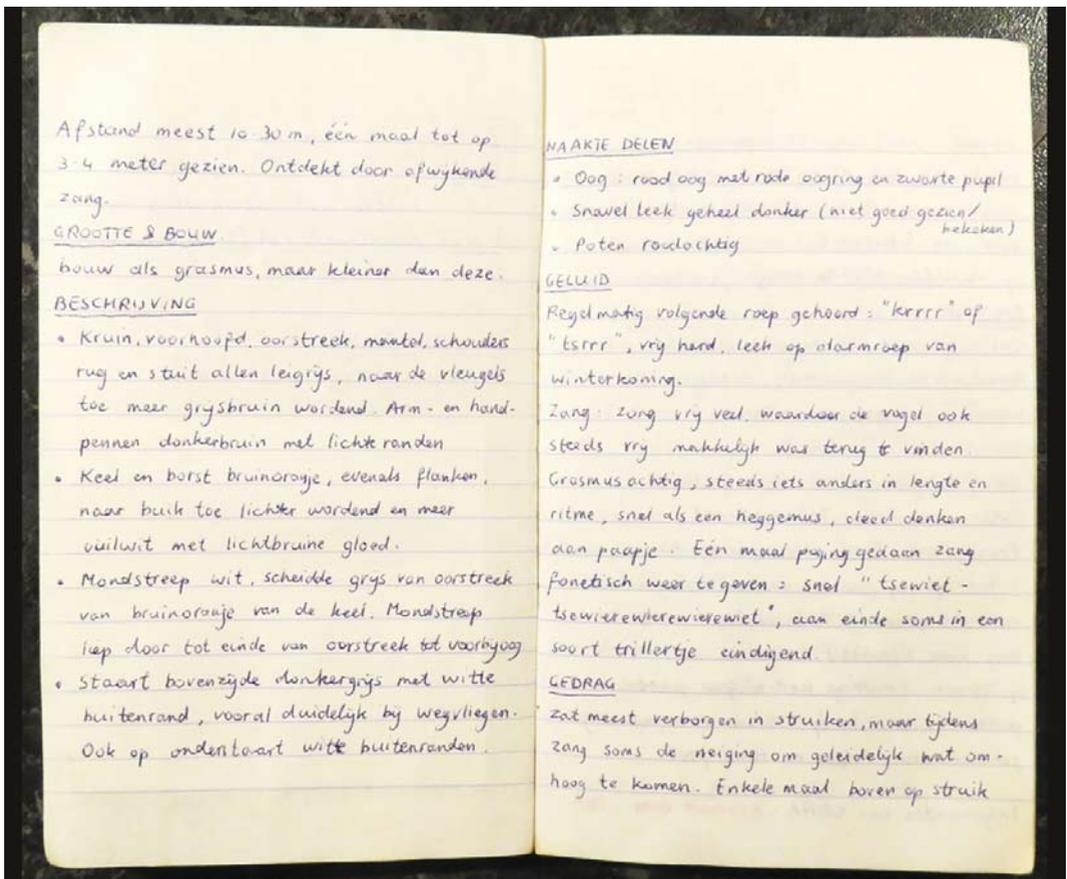 Afstand meest 10-30 m, één maal tot op
3-4 meter gezien. Ontdekt door afwijkende
zang.
GROOTTE & BOUW
bouw als grasmus, maar kleiner dan deze.
BESCHRIJVING
• Kruin, voorhoofd, oorstreek, mantel, schouders
rug en stuit allen leigrijs, naar de vleugels
toe meer grijsbruin wordend. Arm- en hand-
pennen donkerbruin met lichte randen
• Keel en borst bruinoranje, evenals flanken,
naar buik toe lichter wordend en meer
vuilwit met lichtbruine gloed.
• Mondstreep wit, scheidde grijs van oorstreek
van bruinoranje van de keel. Mondstreep
liep door tot einde van oorstreek tot voorbij oog
• Staart bovenzijde donkergrijs met witte
buitenrand, vooral duidelijk bij wegvliegen.
Ook op onderstaart witte buitenranden.
NAAKTE DELEN
• Oog: rood oog met rode oogring en zwarte pupil
• Snavel leek geheel donker (niet goed gezien/
bekeken)
• Poten roodachtig
GELUID
Regelmatig volgende roep gehoord: "krrrr" of
"tsrrr", vrij hard, leek op alarmroep van
winterkoning.
Zang: zong vrij veel, waardoor de vogel ook
steeds vrij makkelijk was terug te vinden.
Grasmusachtig, steeds iets anders in lengte en
ritme, snel als een heggemus, deed denken
aan paapje. Eén maal poging gedaan zang
fonetisch weer te geven: snel "tsewiet-
tsewierewierewierewiet", aan einde soms in een
soort trillertje eindigend.
GEDRAG
zat meest verborgen in struiken, maar tijdens
zang soms de neiging om geleidelijk wat om-
hoog te komen. Enkele maal boven op struik